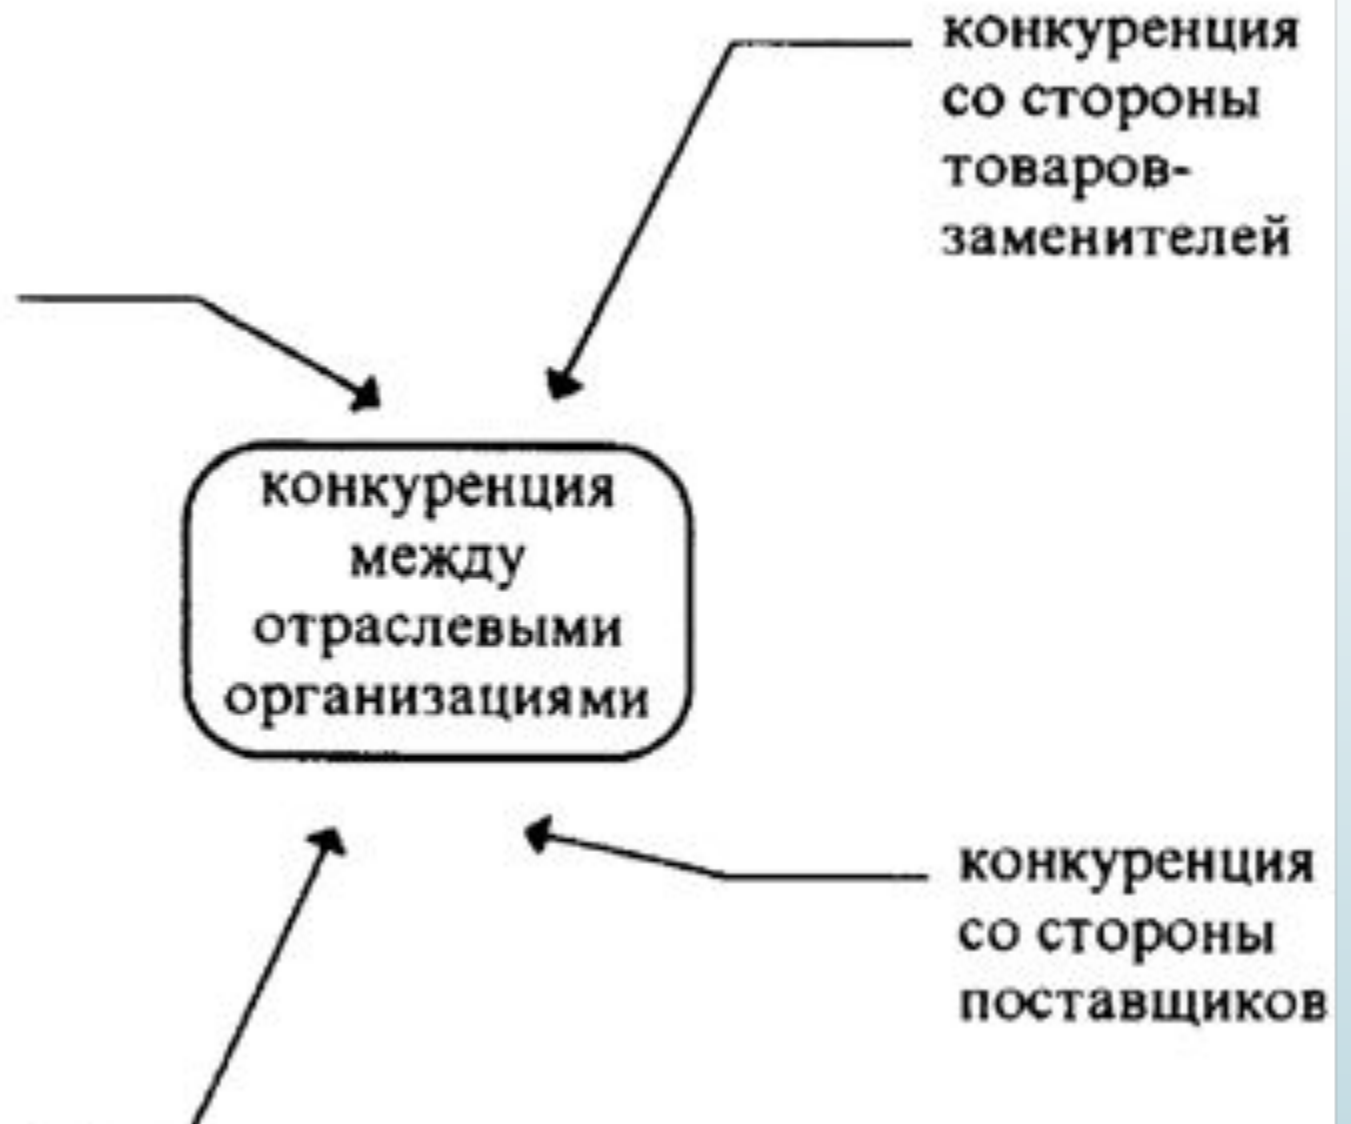 конкуренция
со стороны
товаров-
заменителей
конкуренция
между
отраслевыми
организациями
конкуренция
со стороны
поставщиков